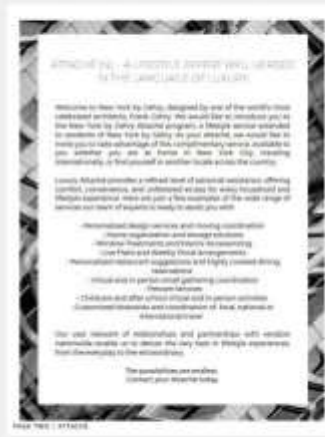 ATTACHÉ (n) - A LIFESTYLE EXPERT WELL VERSED
IN THE LANGUAGE OF LUXURY
Welcome to New York by Gehry, designed by one of the world's most
celebrated architects, Frank Gehry. We would like to introduce you to
the New York by Gehry Attaché program, a lifestyle service extended
to residents of New York by Gehry. As your Attaché, we would like to
invite you to take advantage of this complimentary service, available to
you whether you are at home in New York City, traveling
internationally, or find yourself in another locale across the country.
Luxury Attaché provides a refined level of personal assistance, offering
comfort, convenience, and unfettered access for every household and
lifestyle experience. Here are just a few examples of the wide range of
services our team of experts is ready to assist you with:
- Personalized design services and moving coordination
- Home organization and storage solutions
- Window Treatments and Electric Accessorizing
- Live Plant and Weekly Floral Arrangements
- Personalized restaurant suggestions and highly coveted dining
reservations
- Virtual and in person small gathering coordination
- Petcare Services
- Childcare and after school virtual and in person activities
- Customized itineraries and coordination of local, national or
international travel
Our vast network of relationships and partnerships with vendors
nationwide enable us to deliver the very best in lifestyle experiences,
from the everyday to the extraordinary.
The possibilities are endless.
Contact your Attaché today.
PAGE TWO | ATTACHÉ